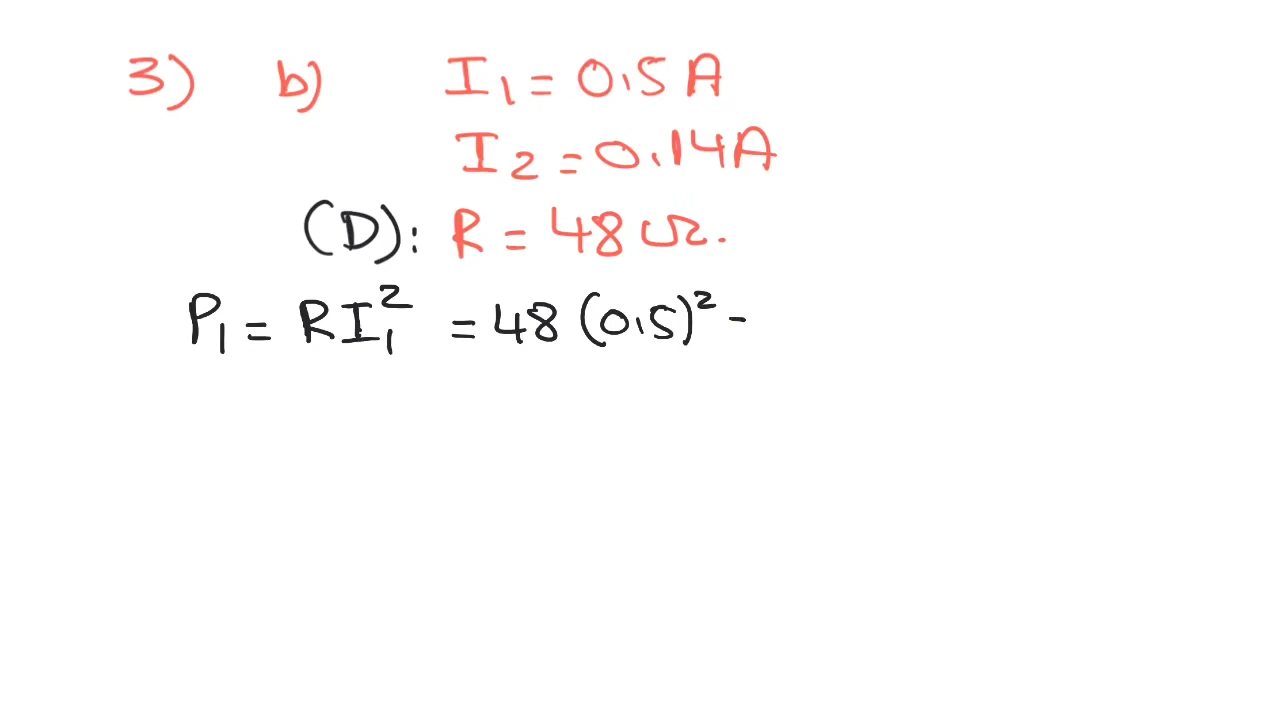 3) b) I₁ = 0.5 A
I₂ = 0.14A
(D): R = 48 Ω.
P₁ = RI₁² = 48 (0.5)² -